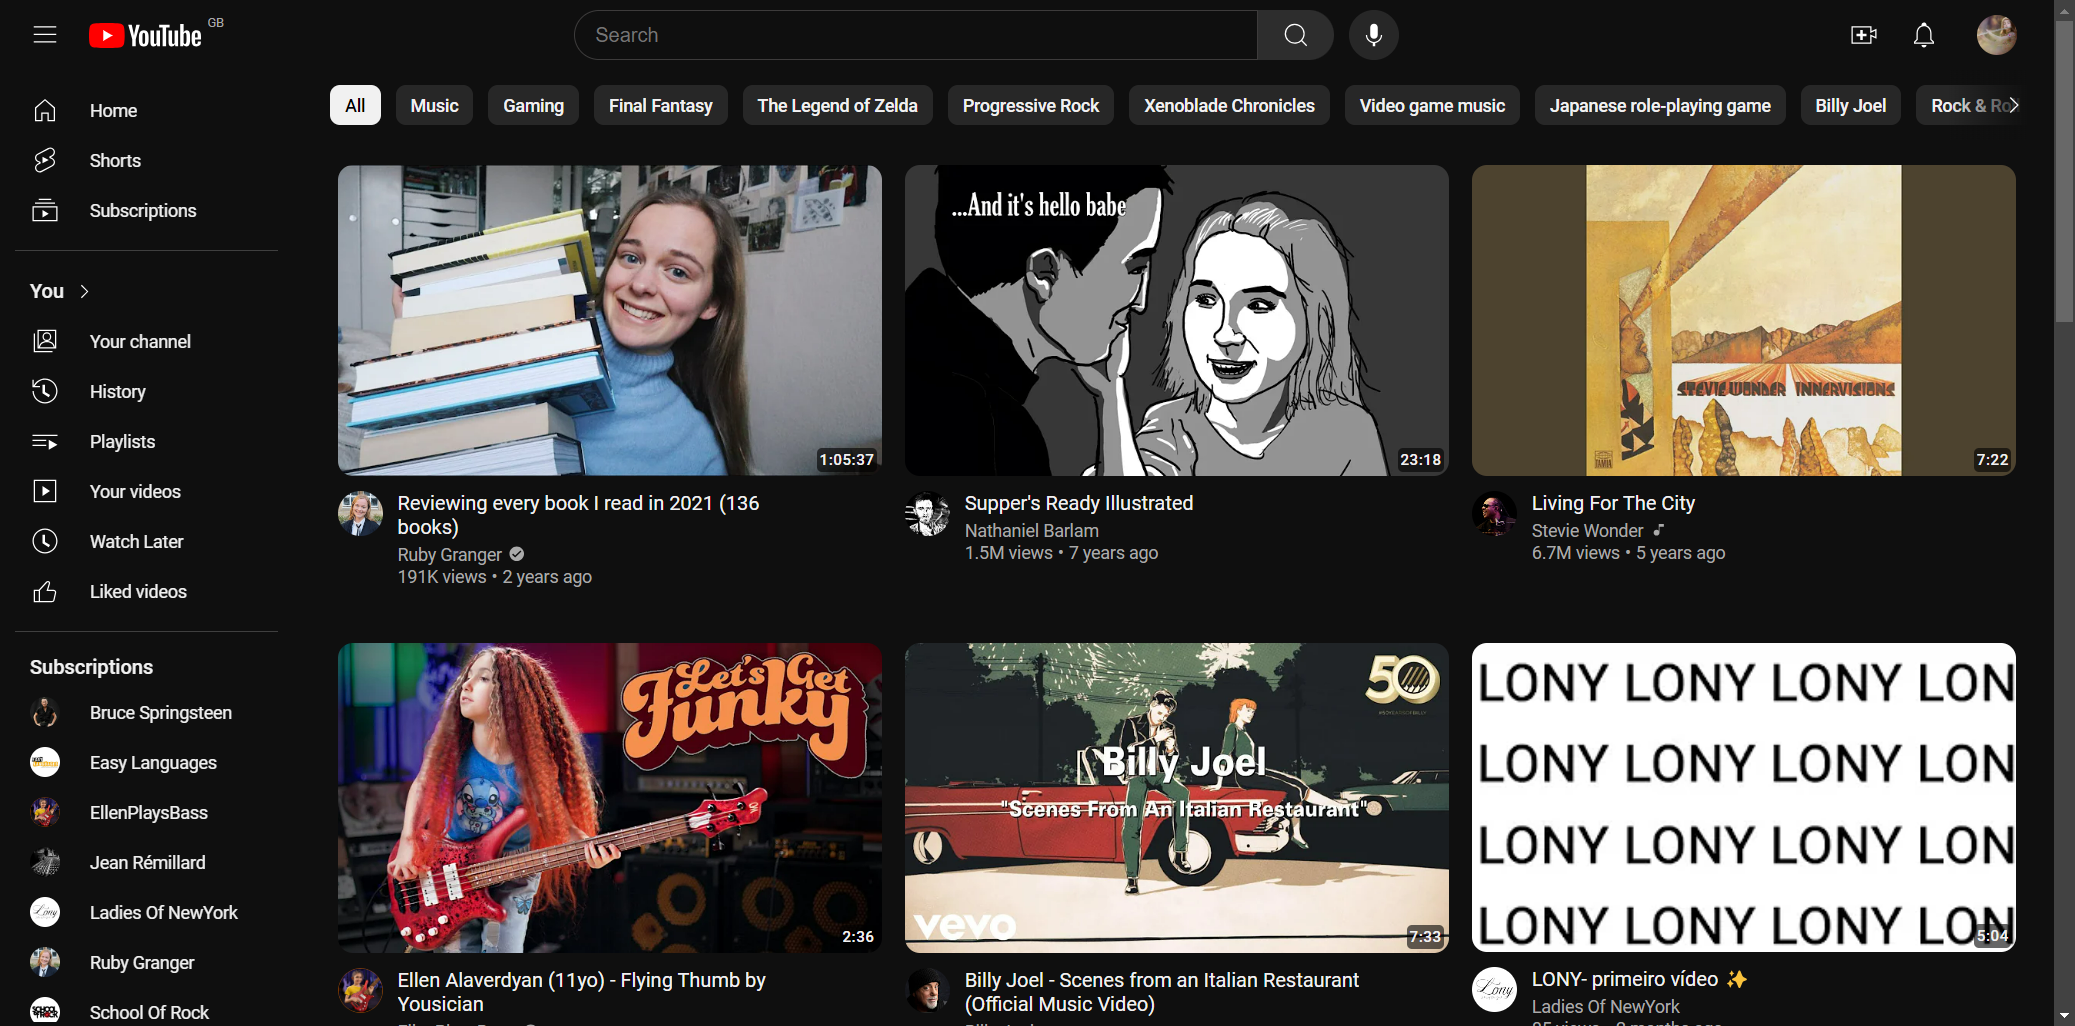 YouTube GB
Search
Home
Shorts
Subscriptions
You
Your channel
History
Playlists
Your videos
Watch Later
Liked videos
Subscriptions
Bruce Springsteen
Easy Languages
EllenPlaysBass
Jean Rémillard
Ladies Of NewYork
Ruby Granger
School Of Rock
All
Music
Gaming
Final Fantasy
The Legend of Zelda
Progressive Rock
Xenoblade Chronicles
Video game music
Japanese role-playing game
Billy Joel
Rock & Ro
1:05:37
Reviewing every book I read in 2021 (136
books)
Ruby Granger
191K views • 2 years ago
...And it's hello babe
23:18
Supper's Ready Illustrated
Nathaniel Barlam
1.5M views • 7 years ago
STEVIE WONDER INNERVISIONS
7:22
Living For The City
Stevie Wonder
6.7M views • 5 years ago
Let's Get
Funky
2:36
Ellen Alaverdyan (11yo) - Flying Thumb by
Yousician
50
Billy Joel
"Scenes From An Italian Restaurant"
vevo
7:33
Billy Joel - Scenes from an Italian Restaurant
(Official Music Video)
LONY LONY LONY LON
LONY LONY LONY LON
LONY LONY LONY LON
LONY LONY LONY LON
5:04
LONY- primeiro vídeo ✨
Ladies Of NewYork